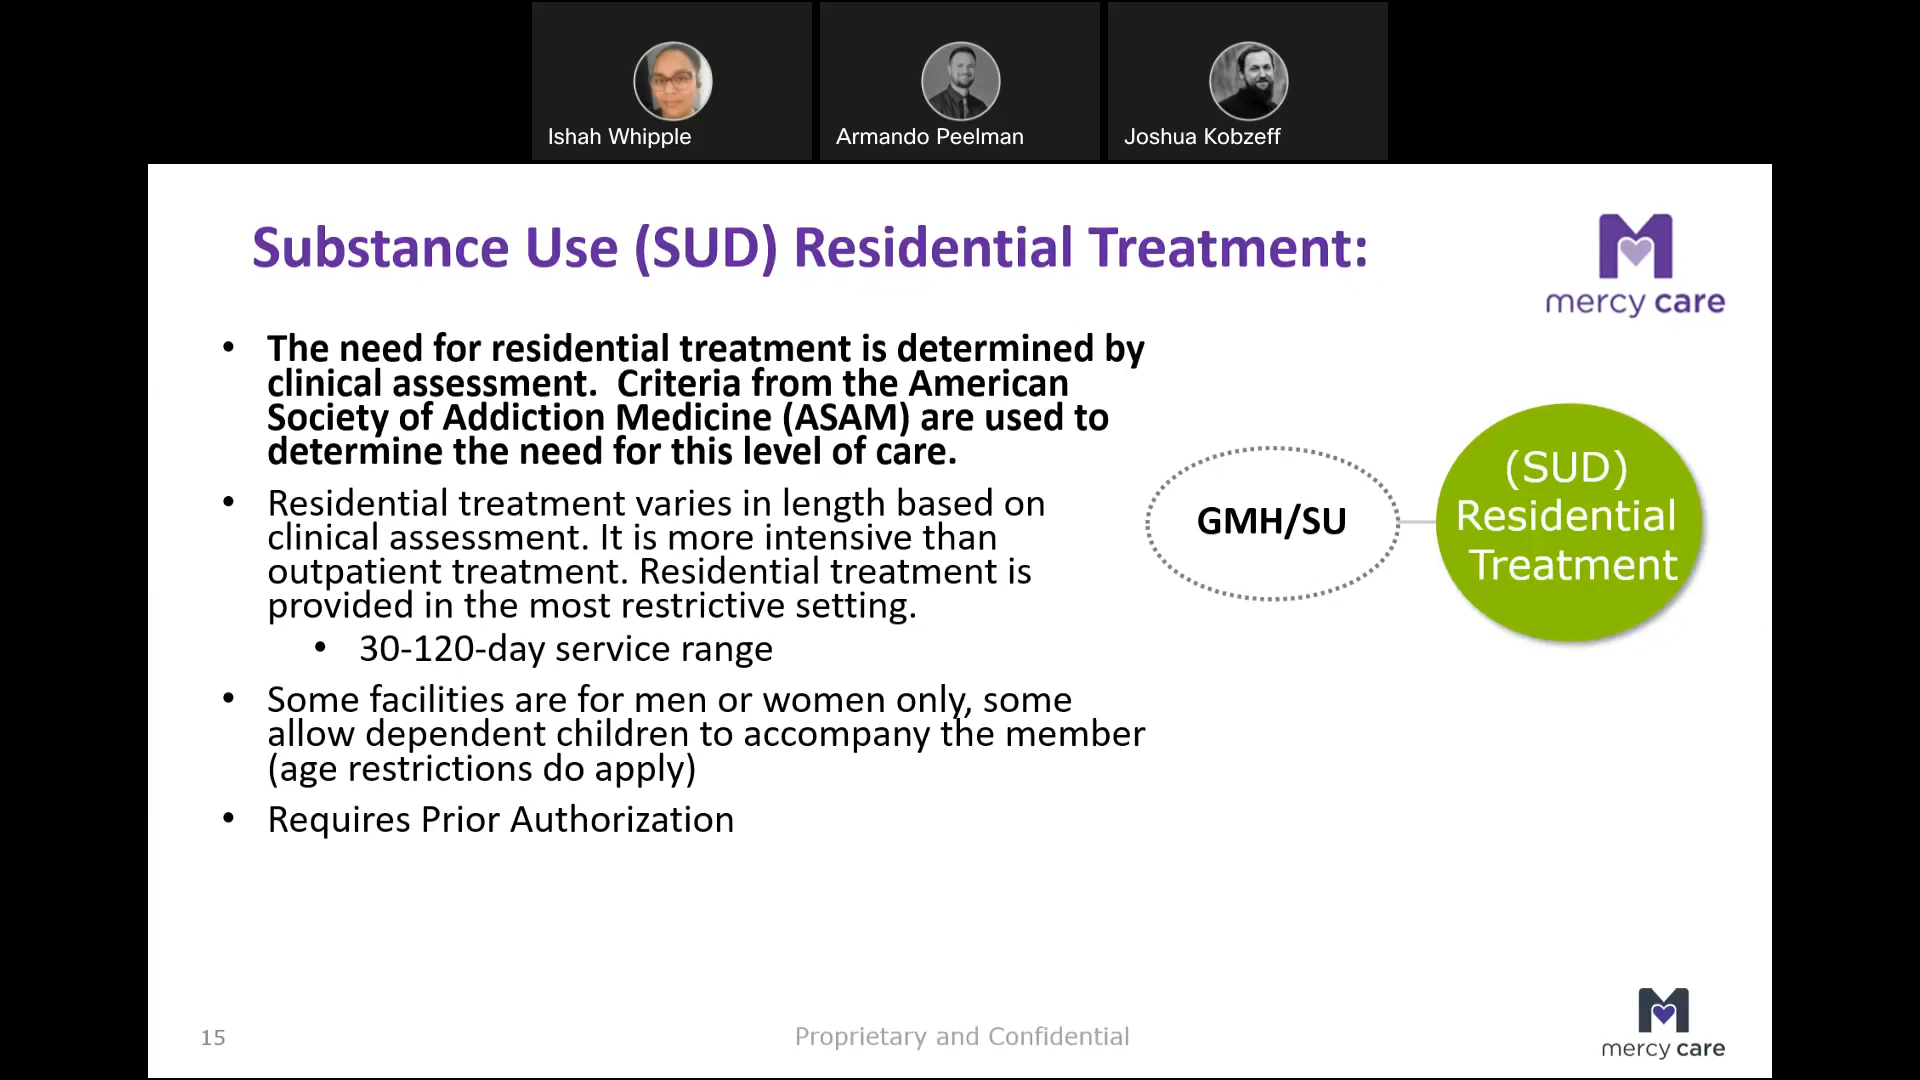 Ishah Whipple
Armando Peelman
Joshua Kobzeff
Substance Use (SUD) Residential Treatment:
mercy care
• The need for residential treatment is determined by
clinical assessment.  Criteria from the American
Society of Addiction Medicine (ASAM) are used to
determine the need for this level of care.
• Residential treatment varies in length based on
clinical assessment. It is more intensive than
outpatient treatment. Residential treatment is
provided in the most restrictive setting.
• 30-120-day service range
• Some facilities are for men or women only, some
allow dependent children to accompany the member
(age restrictions do apply)
• Requires Prior Authorization
GMH/SU
(SUD)
Residential
Treatment
15
Proprietary and Confidential
mercy care